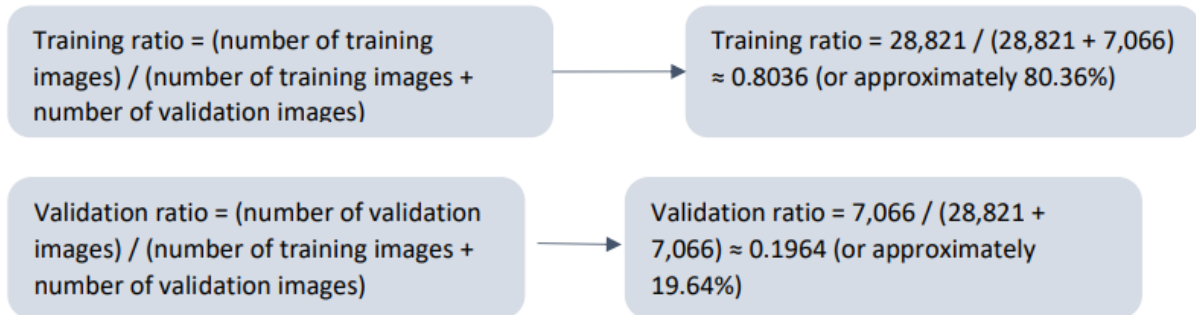 Training ratio = (number of training
images) / (number of training images +
number of validation images)
Training ratio = 28,821 / (28,821 + 7,066)
≈ 0.8036 (or approximately 80.36%)
Validation ratio = (number of validation
images) / (number of training images +
number of validation images)
Validation ratio = 7,066 / (28,821 +
7,066) ≈ 0.1964 (or approximately
19.64%)